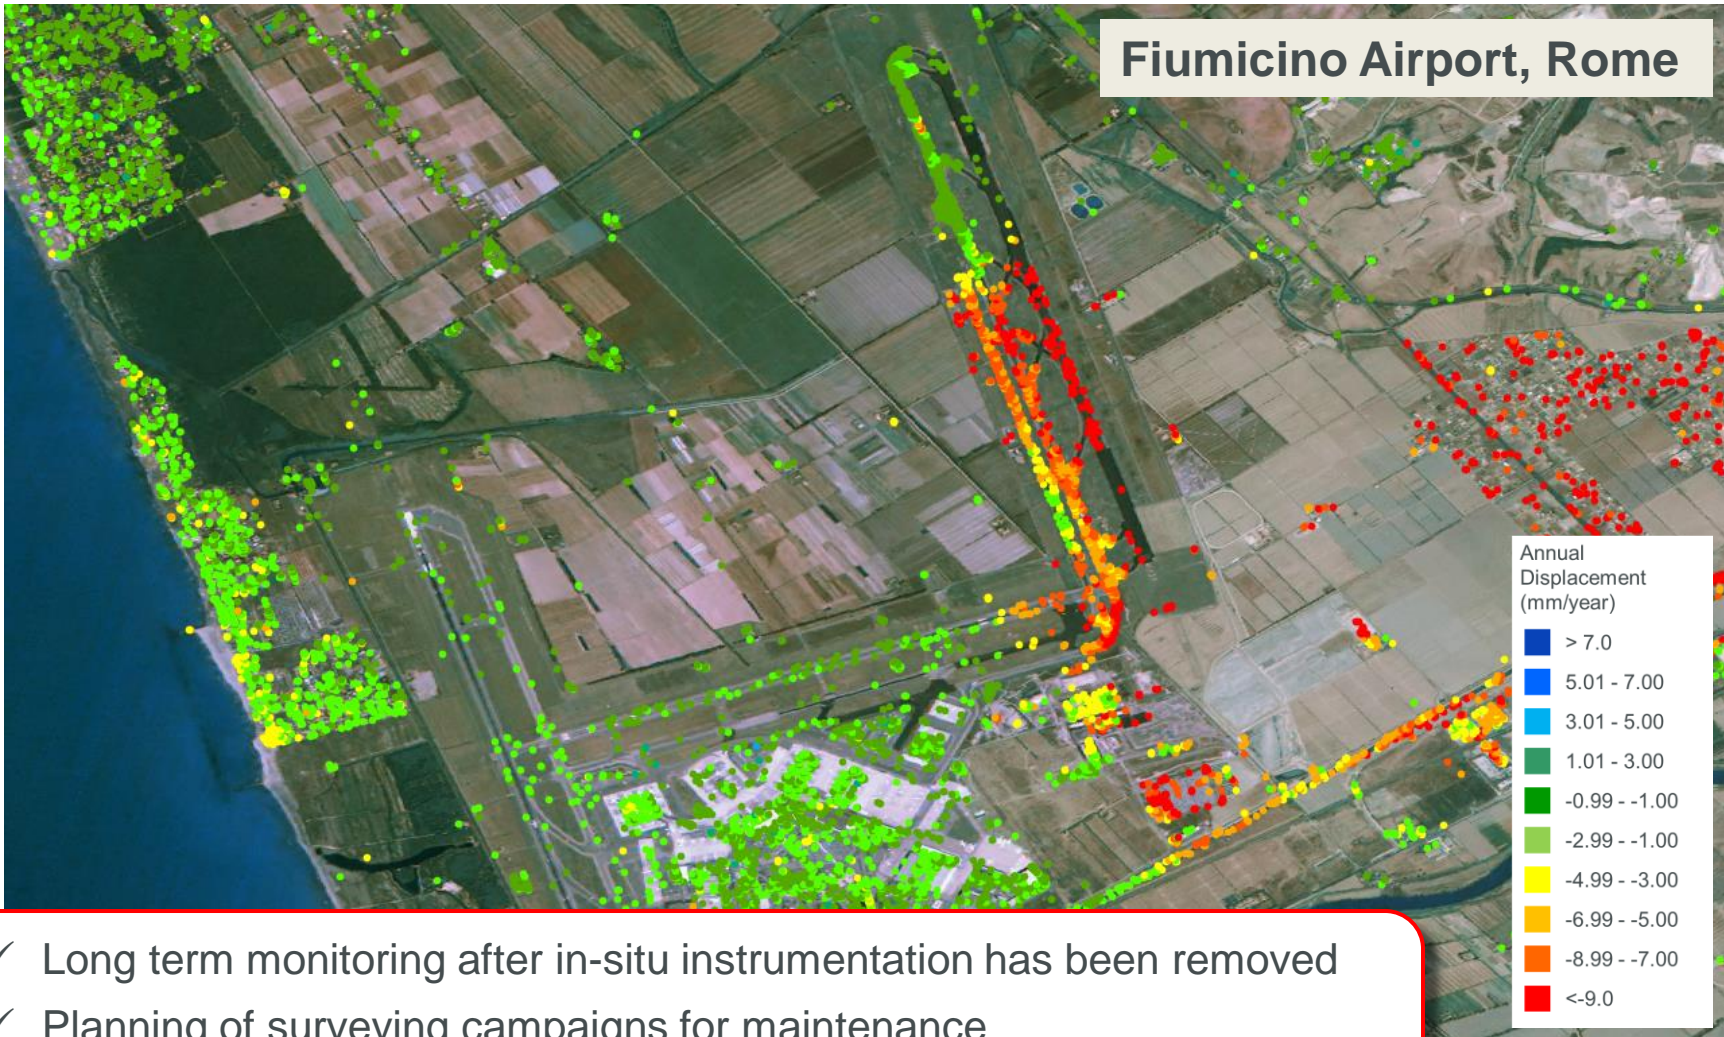 Fiumicino Airport, Rome
Annual
Displacement
(mm/year)
> 7.0
5.01 - 7.00
3.01 - 5.00
1.01 - 3.00
-0.99 - -1.00
-2.99 - -1.00
-4.99 - -3.00
-6.99 - -5.00
-8.99 - -7.00
<-9.0
✓ Long term monitoring after in-situ instrumentation has been removed
✓ Planning of surveying campaigns for maintenance